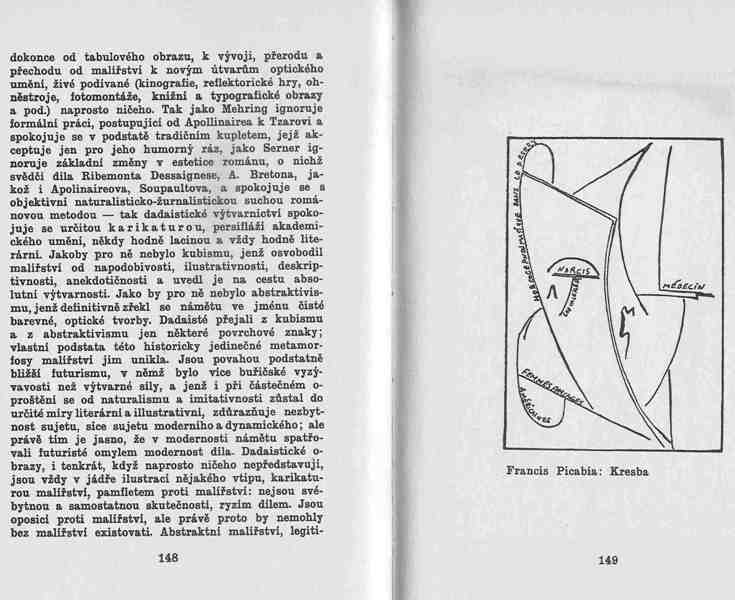 dokonce od tabulového obrazu, k vývoji, přerodu a
přechodu od malířství k novým útvarům optického
umění, živé podívané (kinografie, reflektorické hry, oh-
něstroje, fotomontáže, knižní a typografické obrazy
a pod.) naprosto ničeho. Tak jako Mehring ignoruje
formální práci, postupující od Apollinairea k Tzarovi a
spokojuje se v podstatě tradičním kupletem, jejž ak-
ceptuje jen pro jeho humorný ráz, jako Serner ig-
noruje základní změny v estetice románu, o nichž
svědčí díla Ribemonta Dessaignese, A. Bretona, ja-
kož i Apolinaireova, Soupaultova, a spokojuje se s
objektivní naturalisticko-žurnalistickou suchou romá-
novou metodou — tak dadaistické výtvarnictví spoko-
juje se určitou karikaturou, persifláží akademi-
ckého umění, někdy hodně lacinou a vždy hodně lite-
rární. Jakoby pro ně nebylo kubismu, jenž osvobodil
malířství od napodobivosti, ilustrativnosti, deskrip-
tivnosti, anekdotičnosti a uvedl je na cestu abso-
lutní výtvarnosti. Jako by pro ně nebylo abstraktivis-
mu, jenž definitivně zřekl se námětu ve jménu čisté
barevné, optické tvorby. Dadaisté přejali z kubismu
a z abstraktivismu jen některé povrchové znaky;
vlastní podstata této historicky jedinečné metamor-
fosy malířství jim unikla. Jsou povahou podstatně
bližší futurismu, v němž bylo více buřičské vyzý-
vavosti než výtvarné síly, a jenž i při částečném o-
proštění se od naturalismu a imitativnosti zůstal do
určité míry literární a illustrativní, zdůrazňuje nezbyt-
nost sujetu, sice sujetu moderního a dynamického; ale
právě tím je jasno, že v modernosti námětu spatřo-
vali futuristé omylem modernost díla. Dadaistické o-
brazy, i tenkrát, když naprosto ničeho nepředstavují,
jsou vždy v jádře ilustrací nějakého vtipu, karikatu-
rou malířství, pamfletem proti malířství: nejsou své-
bytnou a samostatnou skutečností, ryzím dílem. Jsou
oposicí proti malířství, ale právě proto by nemohly
bez malířství existovati. Abstraktní malířství, legiti-
148
NARCIS
MÉDECIN
FEMMES
AMÉRICAINES
Francis Picabia: Kresba
149